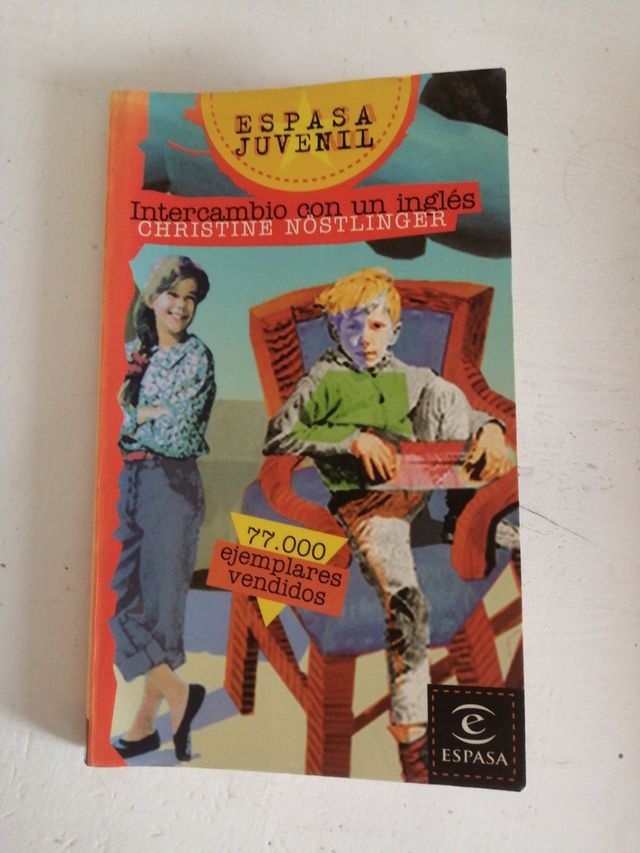 ESPASA
JUVENIL
Intercambio con un inglés
CHRISTINE NÖSTLINGER
77.000
ejemplares
vendidos
e
ESPASA